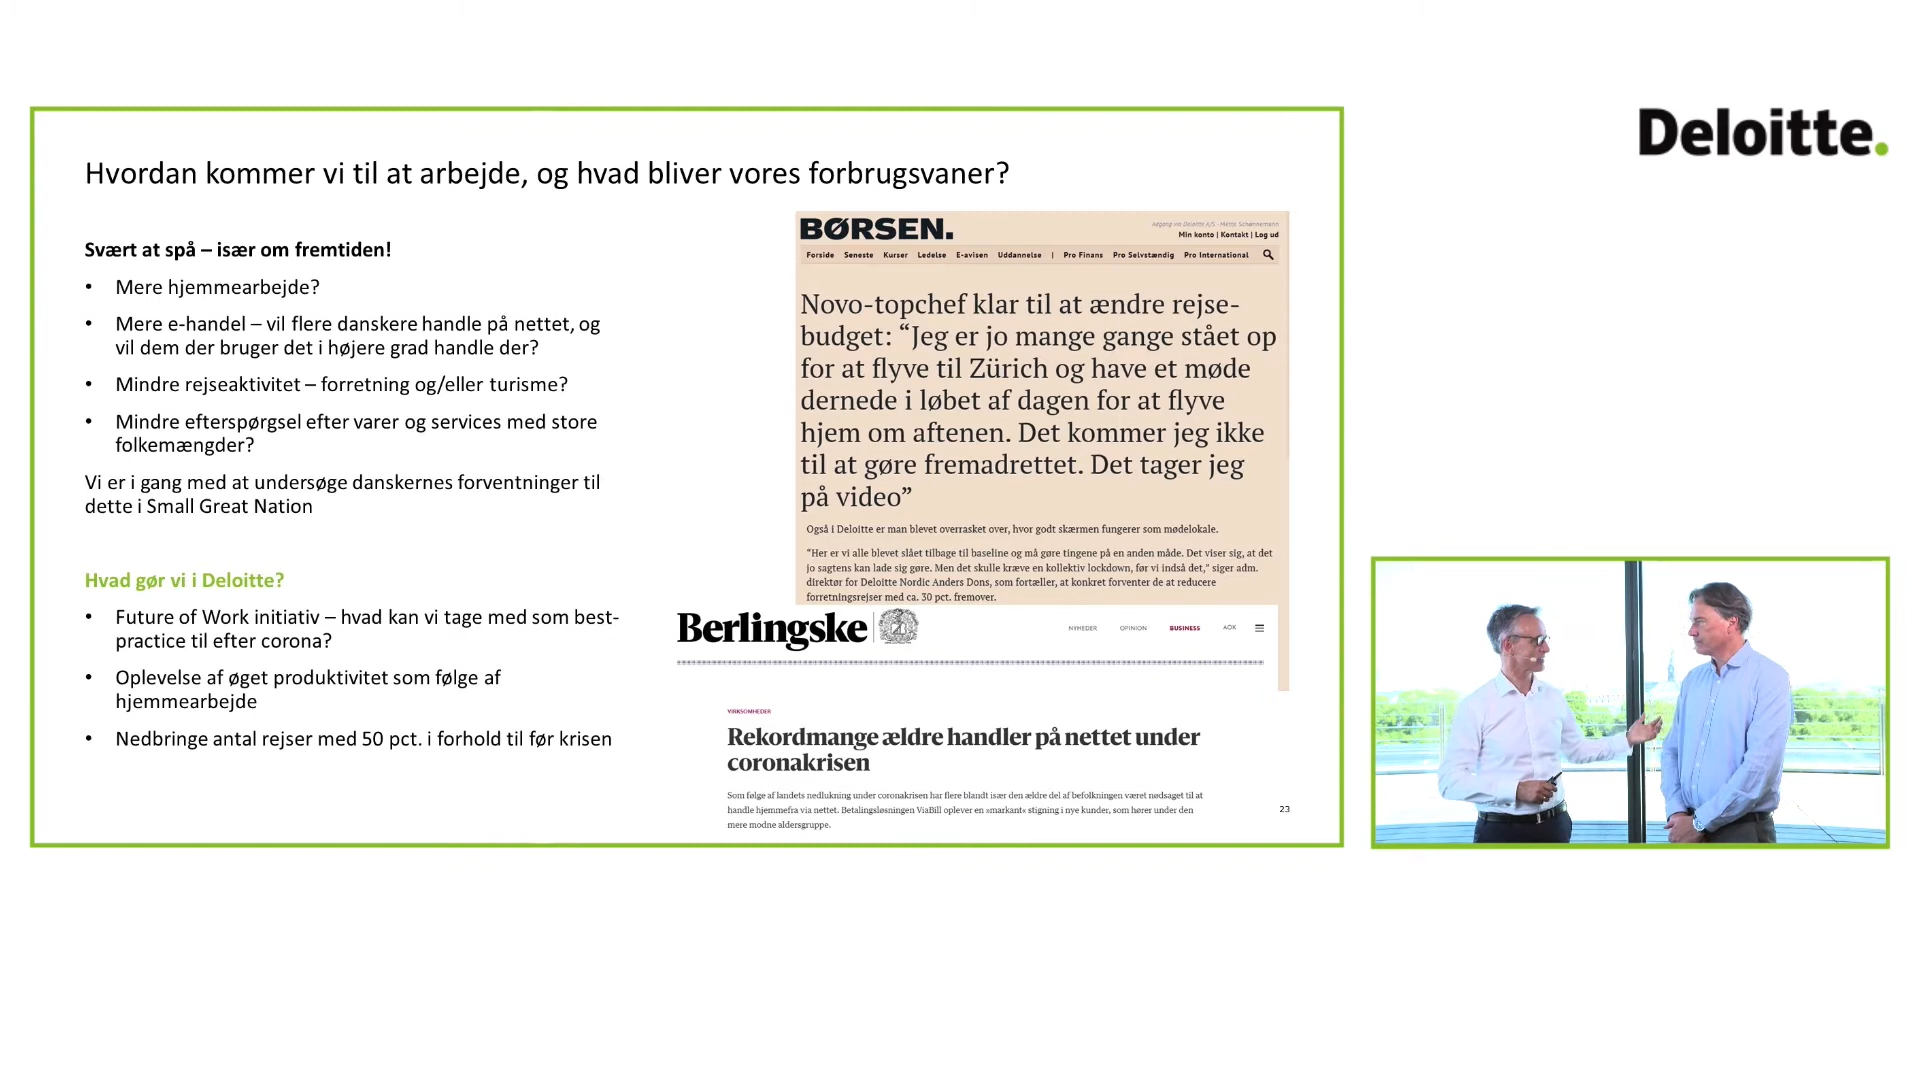 Deloitte.
Hvordan kommer vi til at arbejde, og hvad bliver vores forbrugsvaner?
Svært at spå – især om fremtiden!
• Mere hjemmearbejde?
• Mere e-handel – vil flere danskere handle på nettet, og
vil dem der bruger det i højere grad handle der?
• Mindre rejseaktivitet – forretning og/eller turisme?
• Mindre efterspørgsel efter varer og services med store
folkemængder?
Vi er i gang med at undersøge danskernes forventninger til
dette i Small Great Nation
Hvad gør vi i Deloitte?
• Future of Work initiativ – hvad kan vi tage med som best-
practice til efter corona?
• Oplevelse af øget produktivitet som følge af
hjemmearbejde
• Nedbringe antal rejser med 50 pct. i forhold til før krisen
BØRSEN.
Adgang via Deloitte A/S - Mette Schønnemann
Min konto | Kontakt | Log ud
Forside Seneste Kurser Ledelse E-avisen Uddannelse | Pro Finans Pro Selvstændig Pro International
Novo-topchef klar til at ændre rejse-
budget: “Jeg er jo mange gange stået op
for at flyve til Zürich og have et møde
dernede i løbet af dagen for at flyve
hjem om aftenen. Det kommer jeg ikke
til at gøre fremadrettet. Det tager jeg
på video”
Også i Deloitte er man blevet overrasket over, hvor godt skærmen fungerer som mødelokale.
“Her er vi alle blevet slået tilbage til baseline og må gøre tingene på en anden måde. Det viser sig, at det
jo sagtens kan lade sig gøre. Men det skulle kræve en kollektiv lockdown, før vi indså det,” siger adm.
direktør for Deloitte Nordic Anders Dons, som fortæller, at konkret forventer de at reducere
forretningsrejser med ca. 30 pct. fremover.
Berlingske
NYHEDER OPINION BUSINESS AOK
VIRKSOMHEDER
Rekordmange ældre handler på nettet under
coronakrisen
Som følge af landets nedlukning under coronakrisen har flere blandt især den ældre del af befolkningen været nødsaget til at
handle hjemmefra via nettet. Betalingsløsningen ViaBill oplever en »markant« stigning i nye kunder, som hører under den
mere modne aldersgruppe.
23